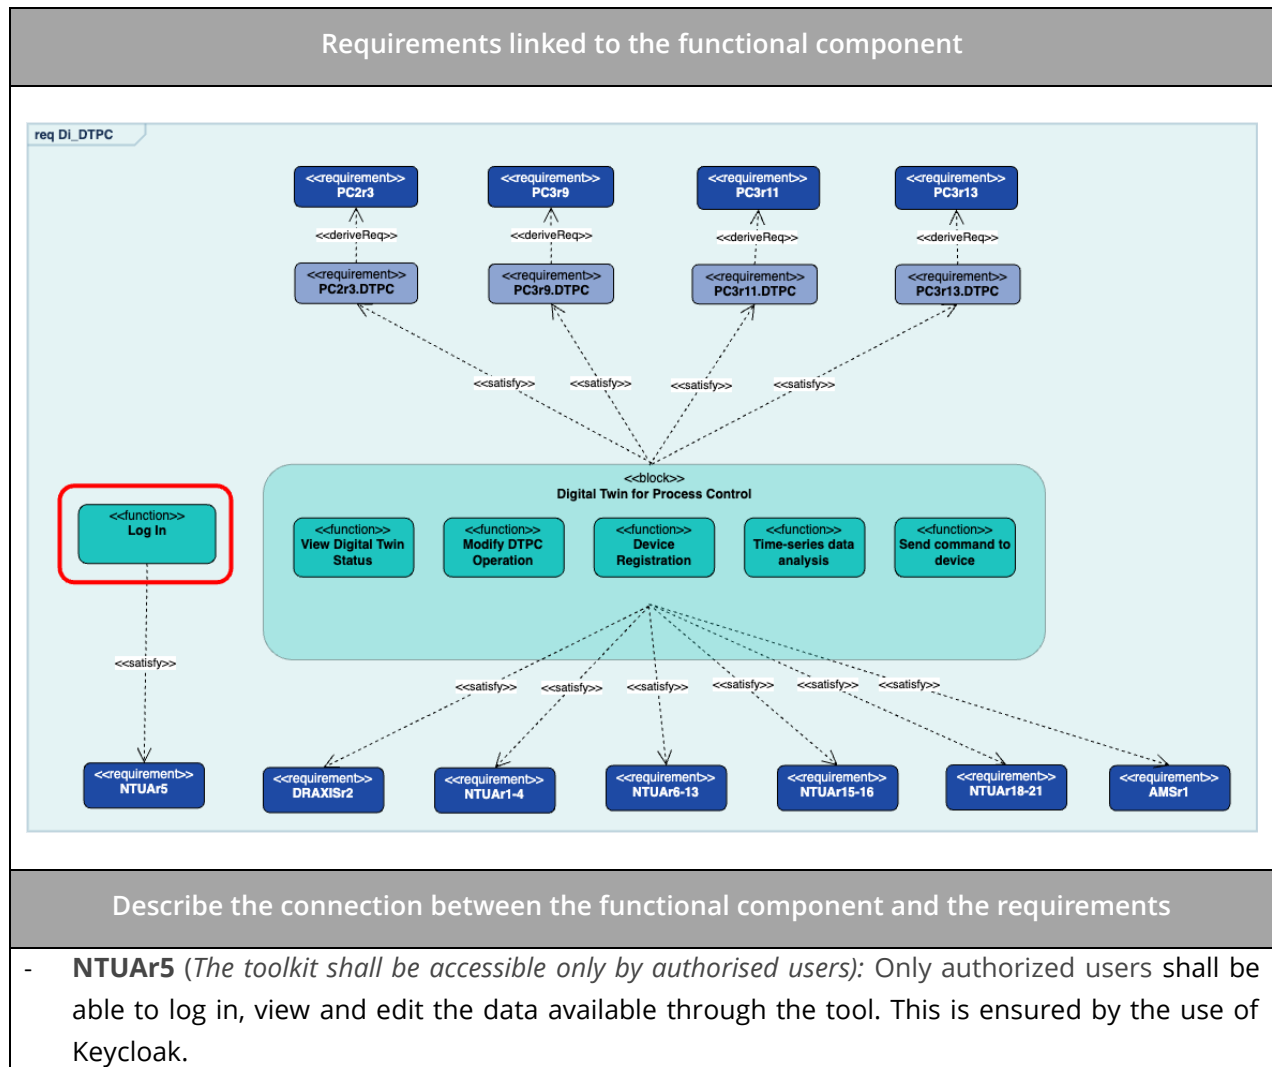 Requirements linked to the functional component
req Di_DTPC
<<requirement>>
PC2r3
<<requirement>>
PC3r9
<<requirement>>
PC3r11
<<requirement>>
PC3r13
<<deriveReq>>
<<deriveReq>>
<<deriveReq>>
<<deriveReq>>
<<requirement>>
PC2r3.DTPC
<<requirement>>
PC3r9.DTPC
<<requirement>>
PC3r11.DTPC
<<requirement>>
PC3r13.DTPC
<<satisfy>>
<<satisfy>>
<<satisfy>>
<<satisfy>>
<<block>>
Digital Twin for Process Control
<<function>>
Log In
<<function>>
View Digital Twin
Status
<<function>>
Modify DTPC
Operation
<<function>>
Device
Registration
<<function>>
Time-series data
analysis
<<function>>
Send command to
device
<<satisfy>>
<<satisfy>>
<<satisfy>>
<<satisfy>>
<<satisfy>>
<<satisfy>>
<<satisfy>>
<<requirement>>
NTUAr5
<<requirement>>
DRAXISr2
<<requirement>>
NTUAr1-4
<<requirement>>
NTUAr6-13
<<requirement>>
NTUAr15-16
<<requirement>>
NTUAr18-21
<<requirement>>
AMSr1
Describe the connection between the functional component and the requirements
- NTUAr5 (The toolkit shall be accessible only by authorised users): Only authorized users shall be
able to log in, view and edit the data available through the tool. This is ensured by the use of
Keycloak.